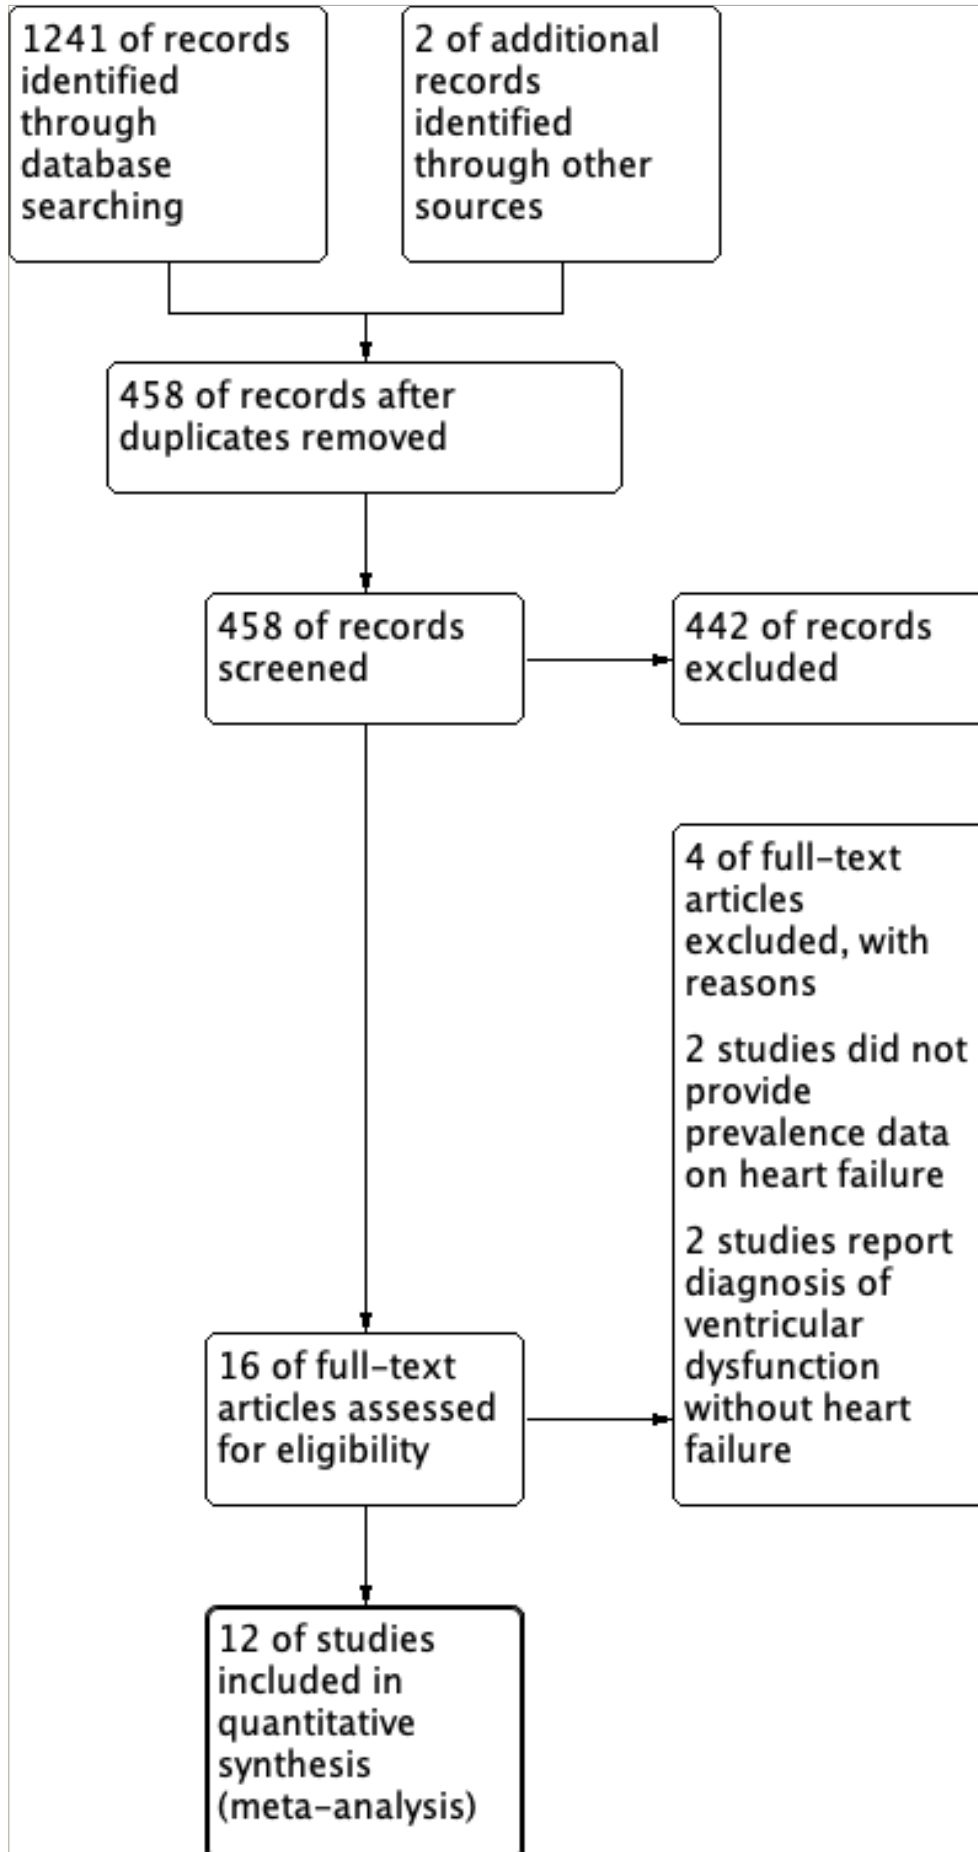 1241 of records
identified
through
database
searching
2 of additional
records
identified
through other
sources
458 of records after
duplicates removed
458 of records
screened
442 of records
excluded
4 of full-text
articles
excluded, with
reasons
2 studies did not
provide
prevalence data
on heart failure
2 studies report
diagnosis of
ventricular
dysfunction
without heart
failure
16 of full-text
articles assessed
for eligibility
12 of studies
included in
quantitative
synthesis
(meta-analysis)